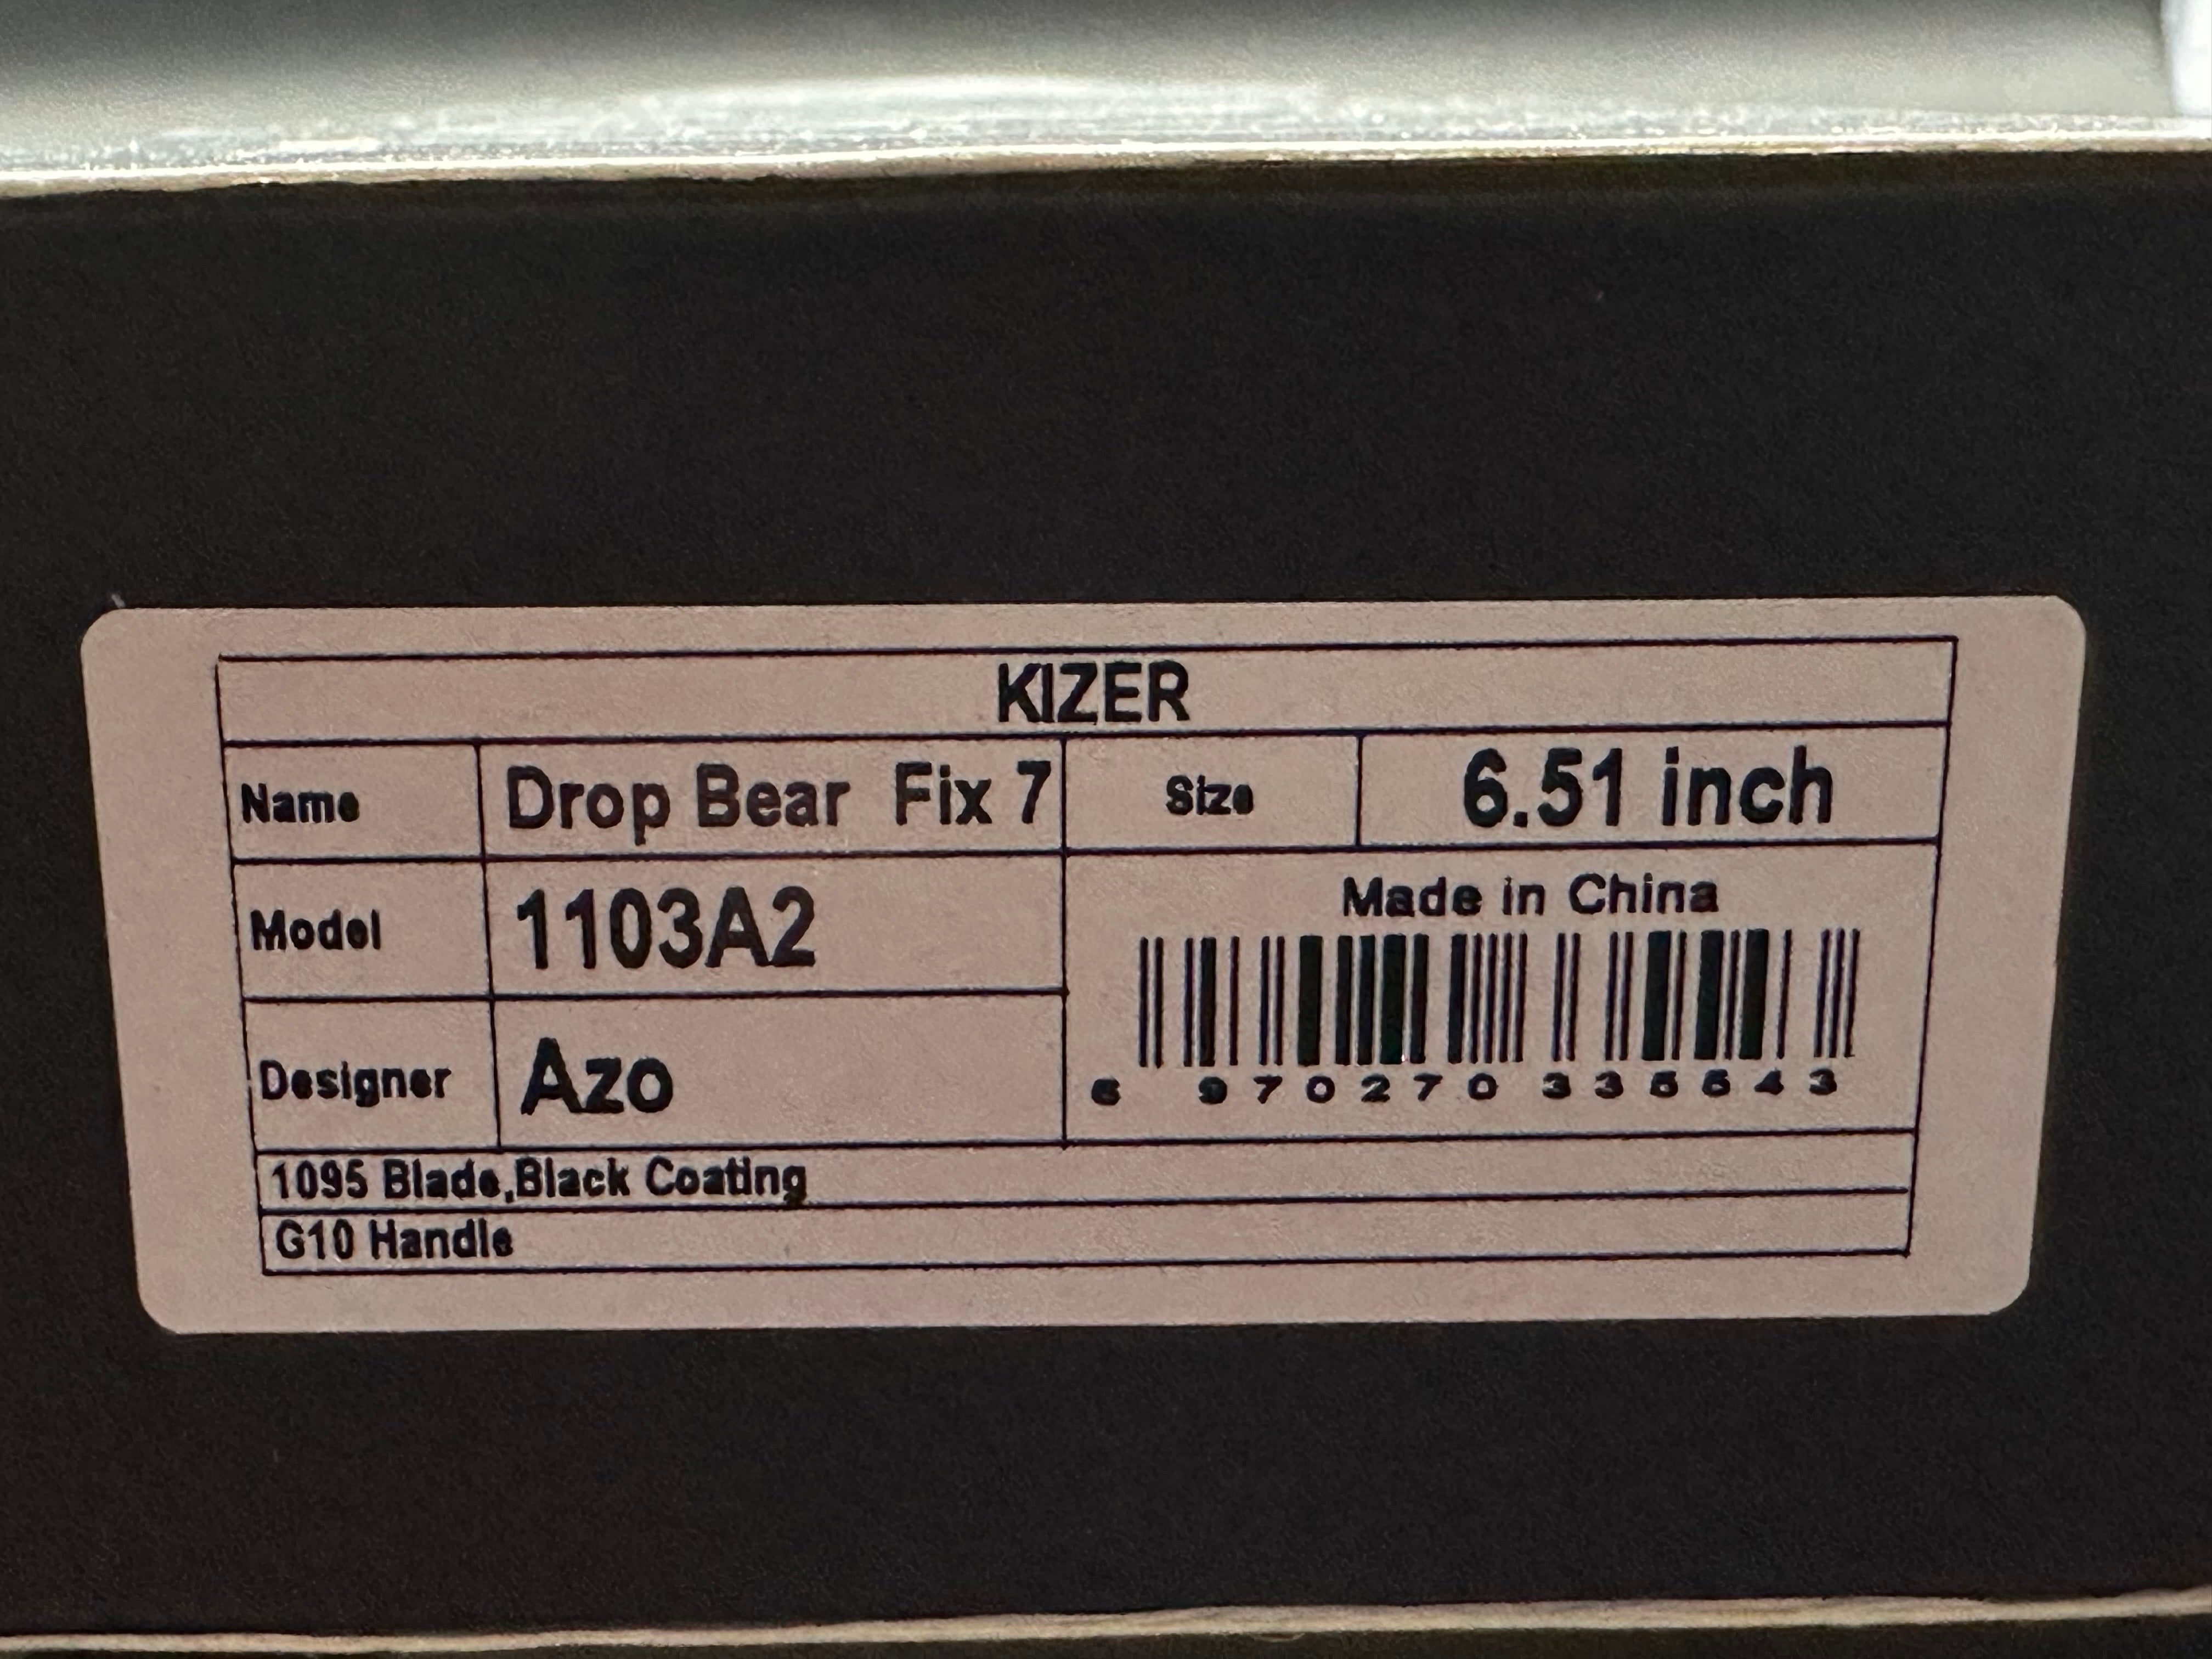 KIZER
Name Drop Bear Fix 7 Size 6.51 inch
Model 1103A2
Made in China
6 970270 335543
Designer Azo
1095 Blade,Black Coating
G10 Handle